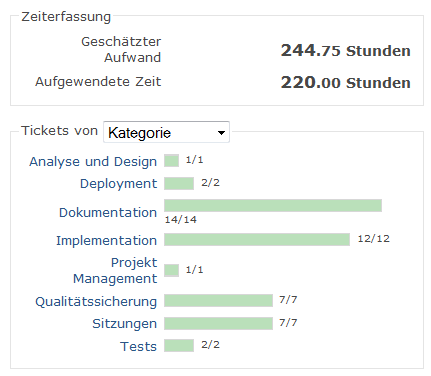 Zeiterfassung
Geschätzter
Aufwand
244.75 Stunden
Aufgewendete Zeit
220.00 Stunden
Tickets von Kategorie
Analyse und Design 1/1
Deployment 2/2
Dokumentation
14/14
Implementation 12/12
Projekt
Management 1/1
Qualitätssicherung 7/7
Sitzungen 7/7
Tests 2/2